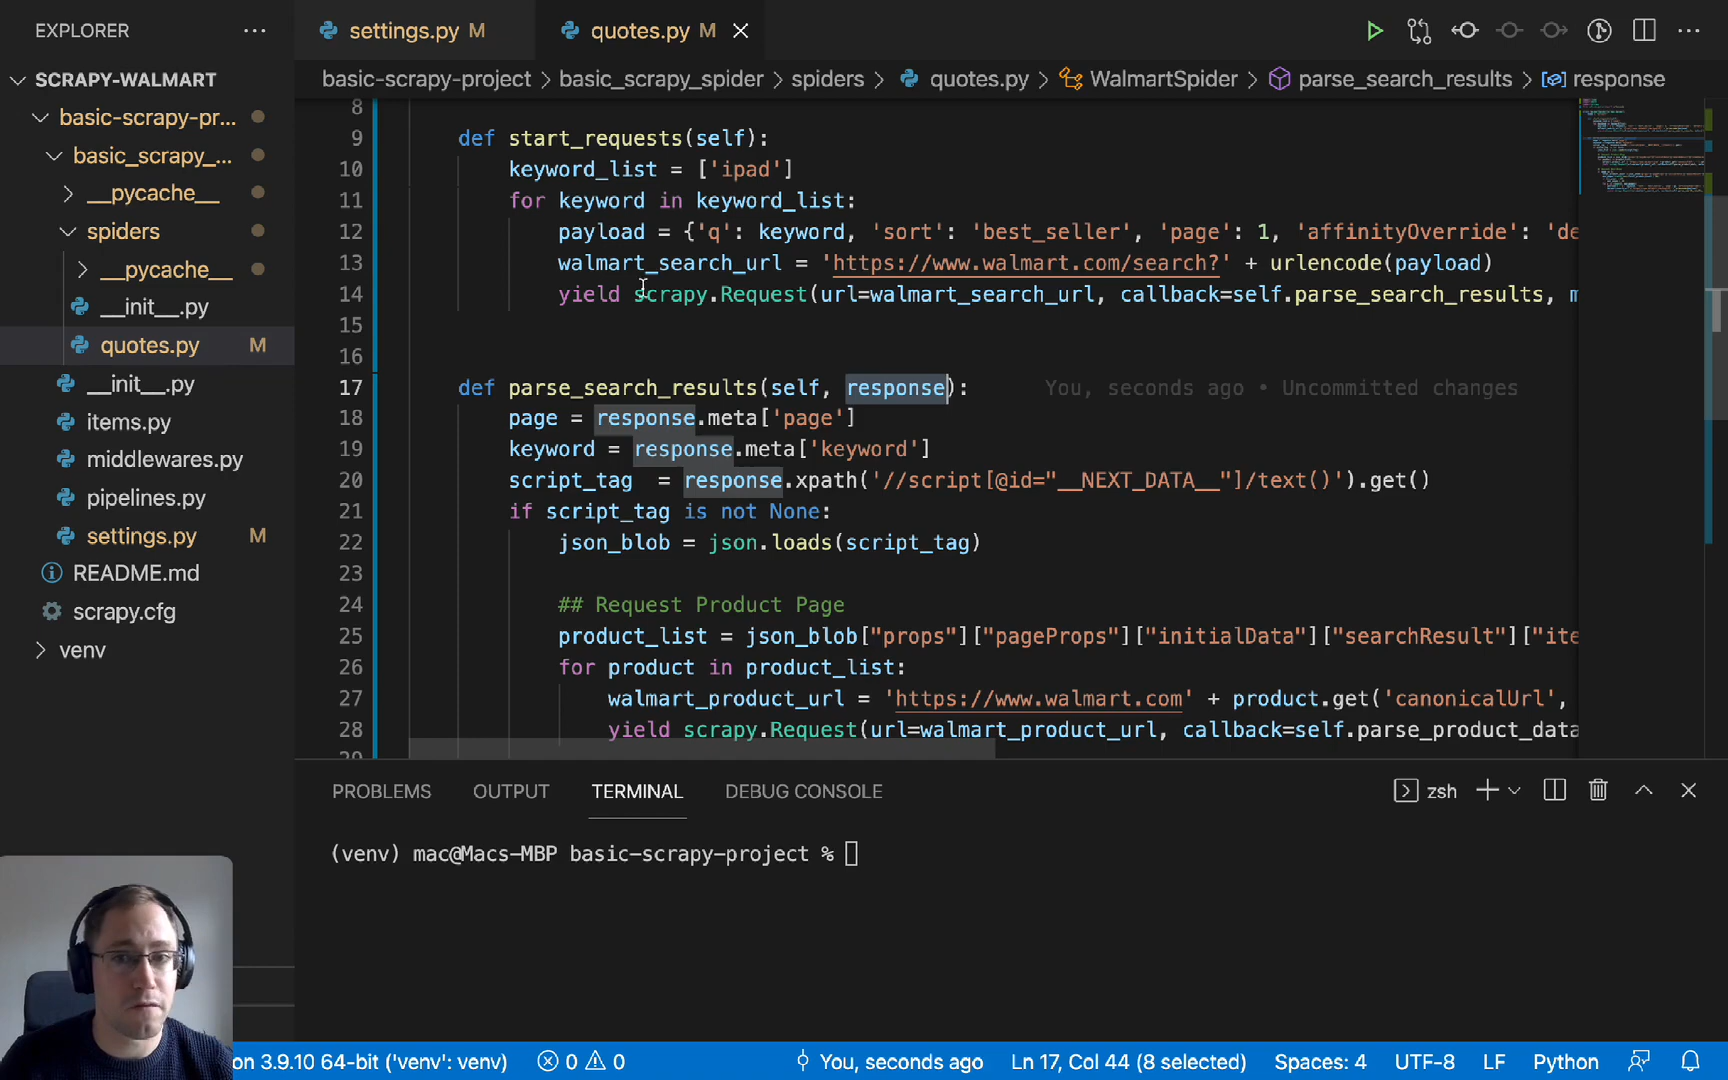 EXPLORER
settings.py M
quotes.py M
SCRAPY-WALMART
basic-scrapy-project > basic_scrapy_spider > spiders > quotes.py > WalmartSpider > parse_search_results > response
basic-scrapy-pr...
basic_scrapy_...
__pycache__
spiders
__pycache__
__init__.py
quotes.py M
__init__.py
items.py
middlewares.py
pipelines.py
settings.py M
README.md
scrapy.cfg
venv
8
9 def start_requests(self):
10 keyword_list = ['ipad']
11 for keyword in keyword_list:
12 payload = {'q': keyword, 'sort': 'best_seller', 'page': 1, 'affinityOverride': 'de
13 walmart_search_url = 'https://www.walmart.com/search?' + urlencode(payload)
14 yield scrapy.Request(url=walmart_search_url, callback=self.parse_search_results, m
15
16
17 def parse_search_results(self, response): You, seconds ago • Uncommitted changes
18 page = response.meta['page']
19 keyword = response.meta['keyword']
20 script_tag  = response.xpath('//script[@id="__NEXT_DATA__"]/text()').get()
21 if script_tag is not None:
22 json_blob = json.loads(script_tag)
23
24 ## Request Product Page
25 product_list = json_blob["props"]["pageProps"]["initialData"]["searchResult"]["ite
26 for product in product_list:
27 walmart_product_url = 'https://www.walmart.com' + product.get('canonicalUrl',
28 yield scrapy.Request(url=walmart_product_url, callback=self.parse_product_data
PROBLEMS OUTPUT TERMINAL DEBUG CONSOLE
zsh
(venv) mac@Macs-MBP basic-scrapy-project %
on 3.9.10 64-bit ('venv': venv) 0 0 You, seconds ago Ln 17, Col 44 (8 selected) Spaces: 4 UTF-8 LF Python